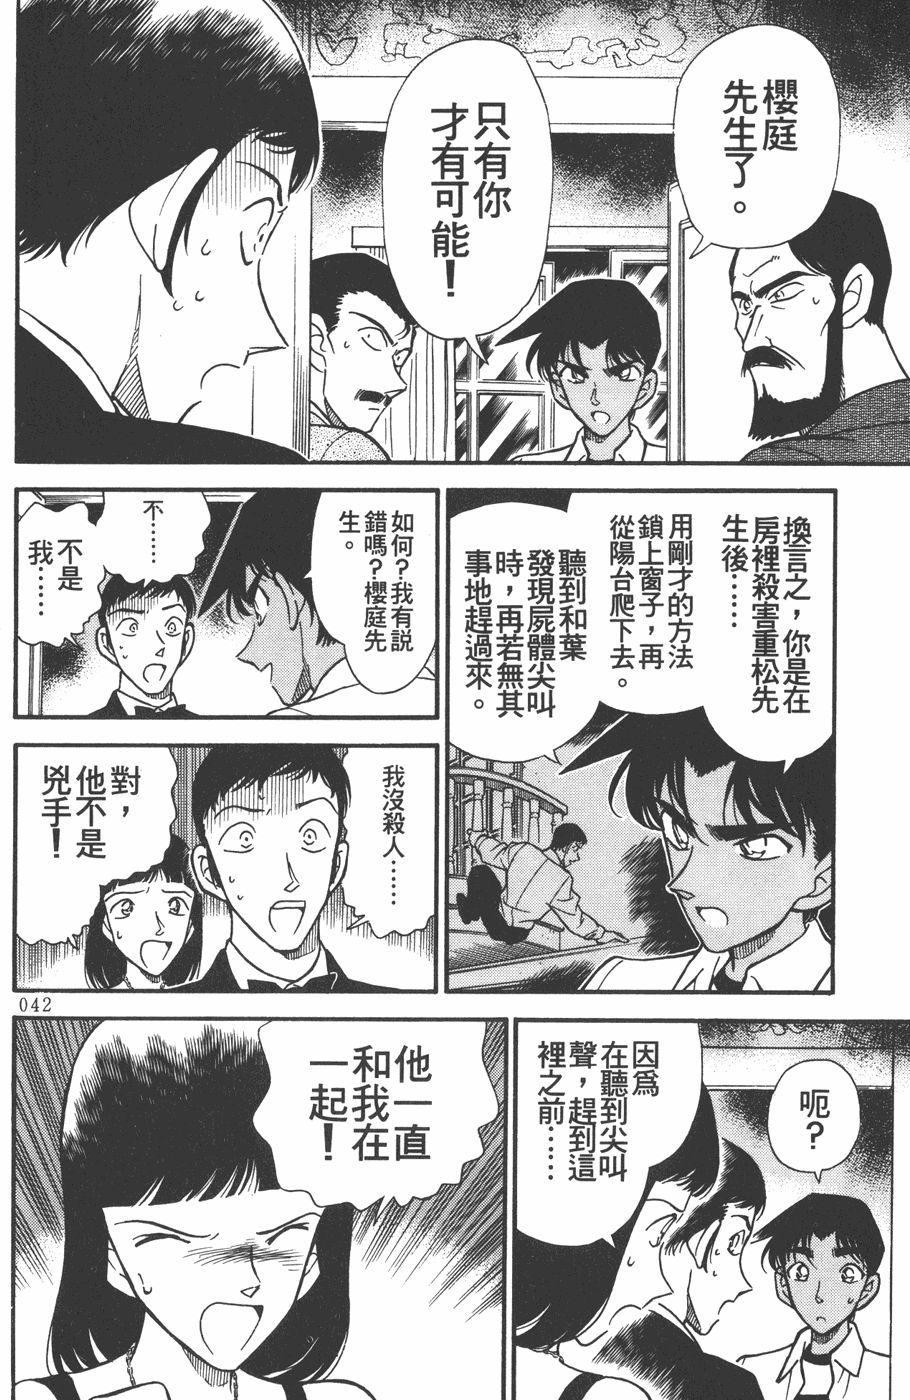 櫻庭
先生了。
只有你
才有可能！
換言之，你是在
房裡殺害重松先
生後……
用剛才的方法
鎖上窗子，再
從陽台爬下去。
聽到和葉
發現屍體尖叫
時，再若無其
事地趕過來。
如何？我有説
錯嗎？櫻庭先
生。
不……
不是
我……
我沒殺人……
對，
他不是
兇手！
042
呃？
因為
在聽到尖叫
聲，趕到這
裡之前……
他一直
和我在
一起！